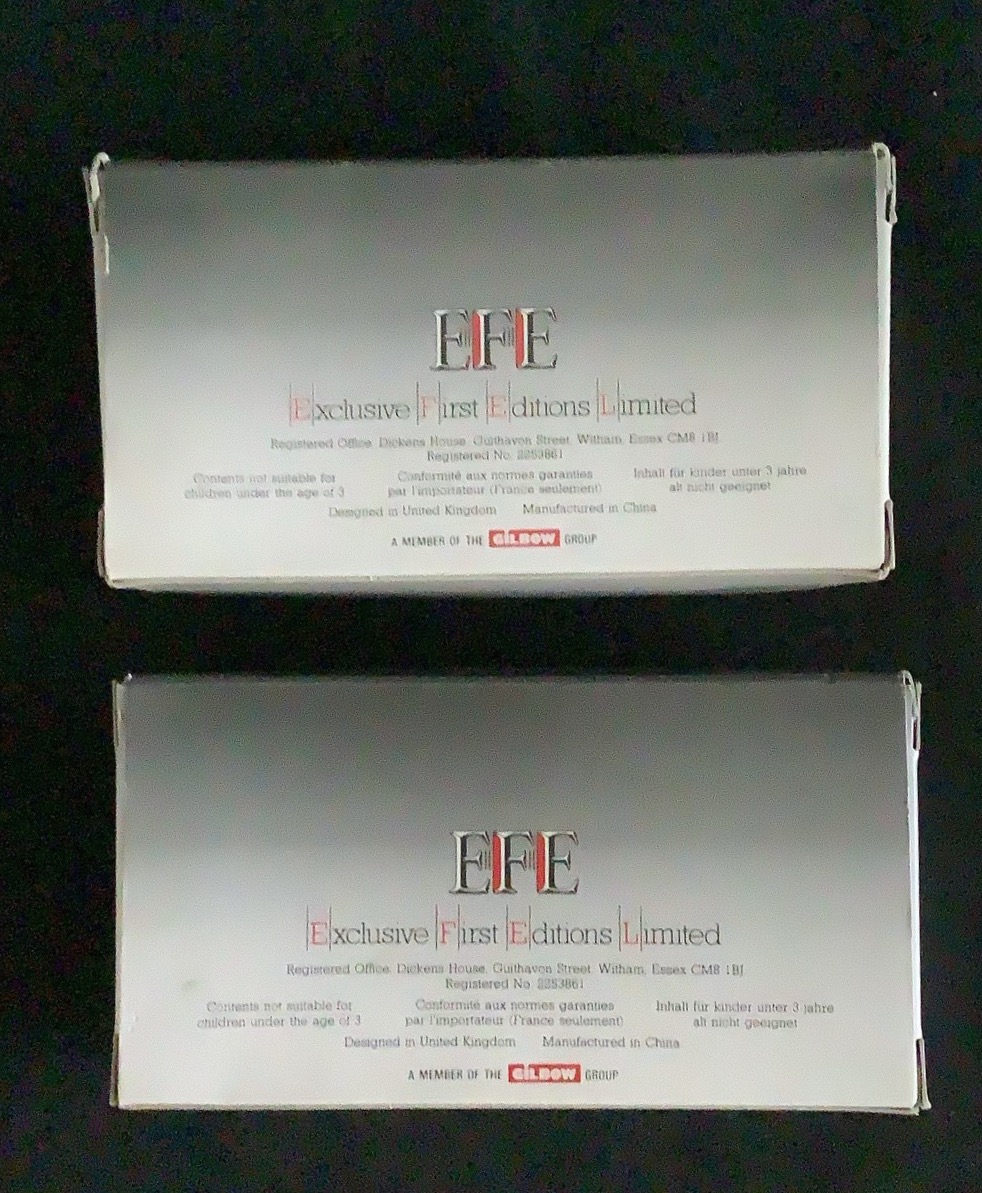 EFE
Exclusive First Editions Limited
Registered Office: Dickens House, Guithavon Street, Witham, Essex CM8 1BJ
Registered No. 2253861
Contents not suitable for
children under the age of 3
Conformité aux normes garanties
par l'importateur (France seulement)
Inhalt für kinder unter 3 jahre
alt nicht geeignet
Designed in United Kingdom Manufactured in China
A MEMBER OF THE GILBOW GROUP
EFE
Exclusive First Editions Limited
Registered Office: Dickens House, Guithavon Street, Witham, Essex CM8 1BJ
Registered No. 2253861
Contents not suitable for
children under the age of 3
Conformité aux normes garanties
par l'importateur (France seulement)
Inhalt für kinder unter 3 jahre
alt nicht geeignet
Designed in United Kingdom Manufactured in China
A MEMBER OF THE GILBOW GROUP